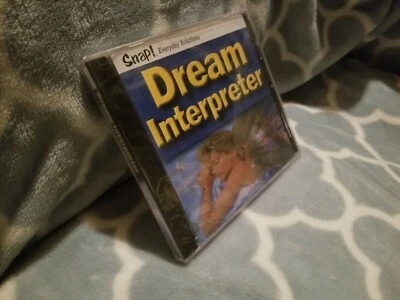 Snap! Everyday Solutions
Dream
Interpreter